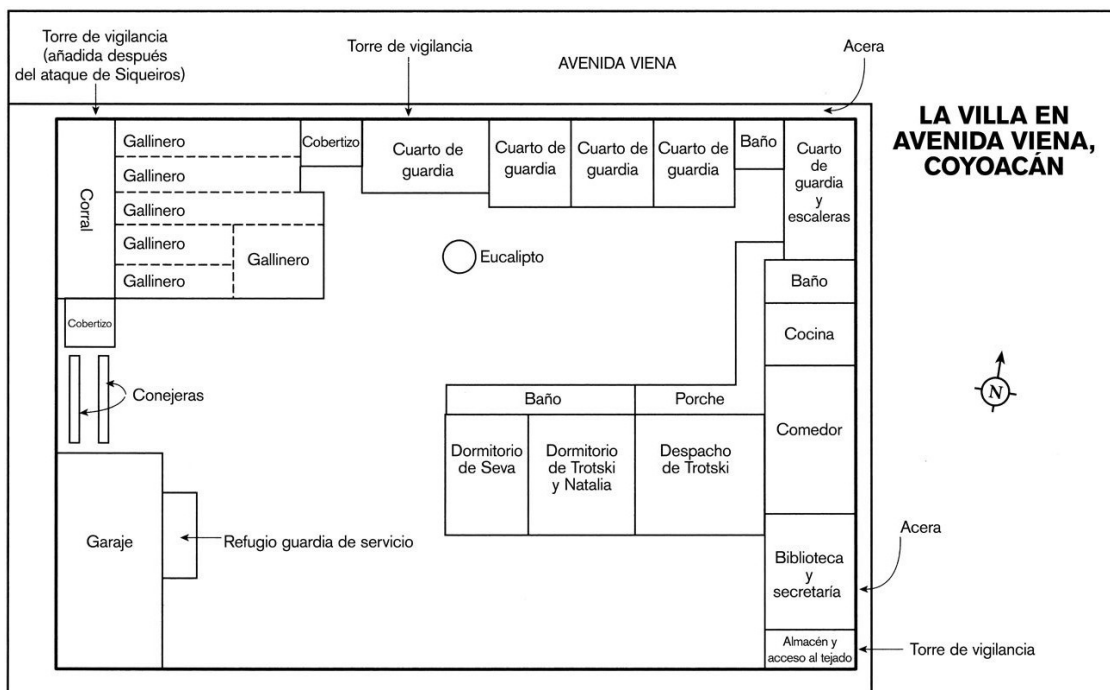 Torre de vigilancia
(añadida después
del ataque de Siqueiros)
Torre de vigilancia
AVENIDA VIENA
Acera
LA VILLA EN
AVENIDA VIENA,
COYOACÁN
Gallinero
Gallinero
Gallinero
Gallinero
Gallinero
Gallinero
Corral
Cobertizo
Cuarto de
guardia
Cuarto de
guardia
Cuarto de
guardia
Cuarto de
guardia
Baño
Cuarto
de
guardia
y
escaleras
Eucalipto
Baño
Cobertizo
Cocina
Conejeras
N
Baño
Porche
Comedor
Dormitorio
de Seva
Dormitorio
de Trotski
y Natalia
Despacho
de Trotski
Garaje
Refugio guardia de servicio
Acera
Biblioteca
y
secretaría
Almacén y
acceso al tejado
Torre de vigilancia